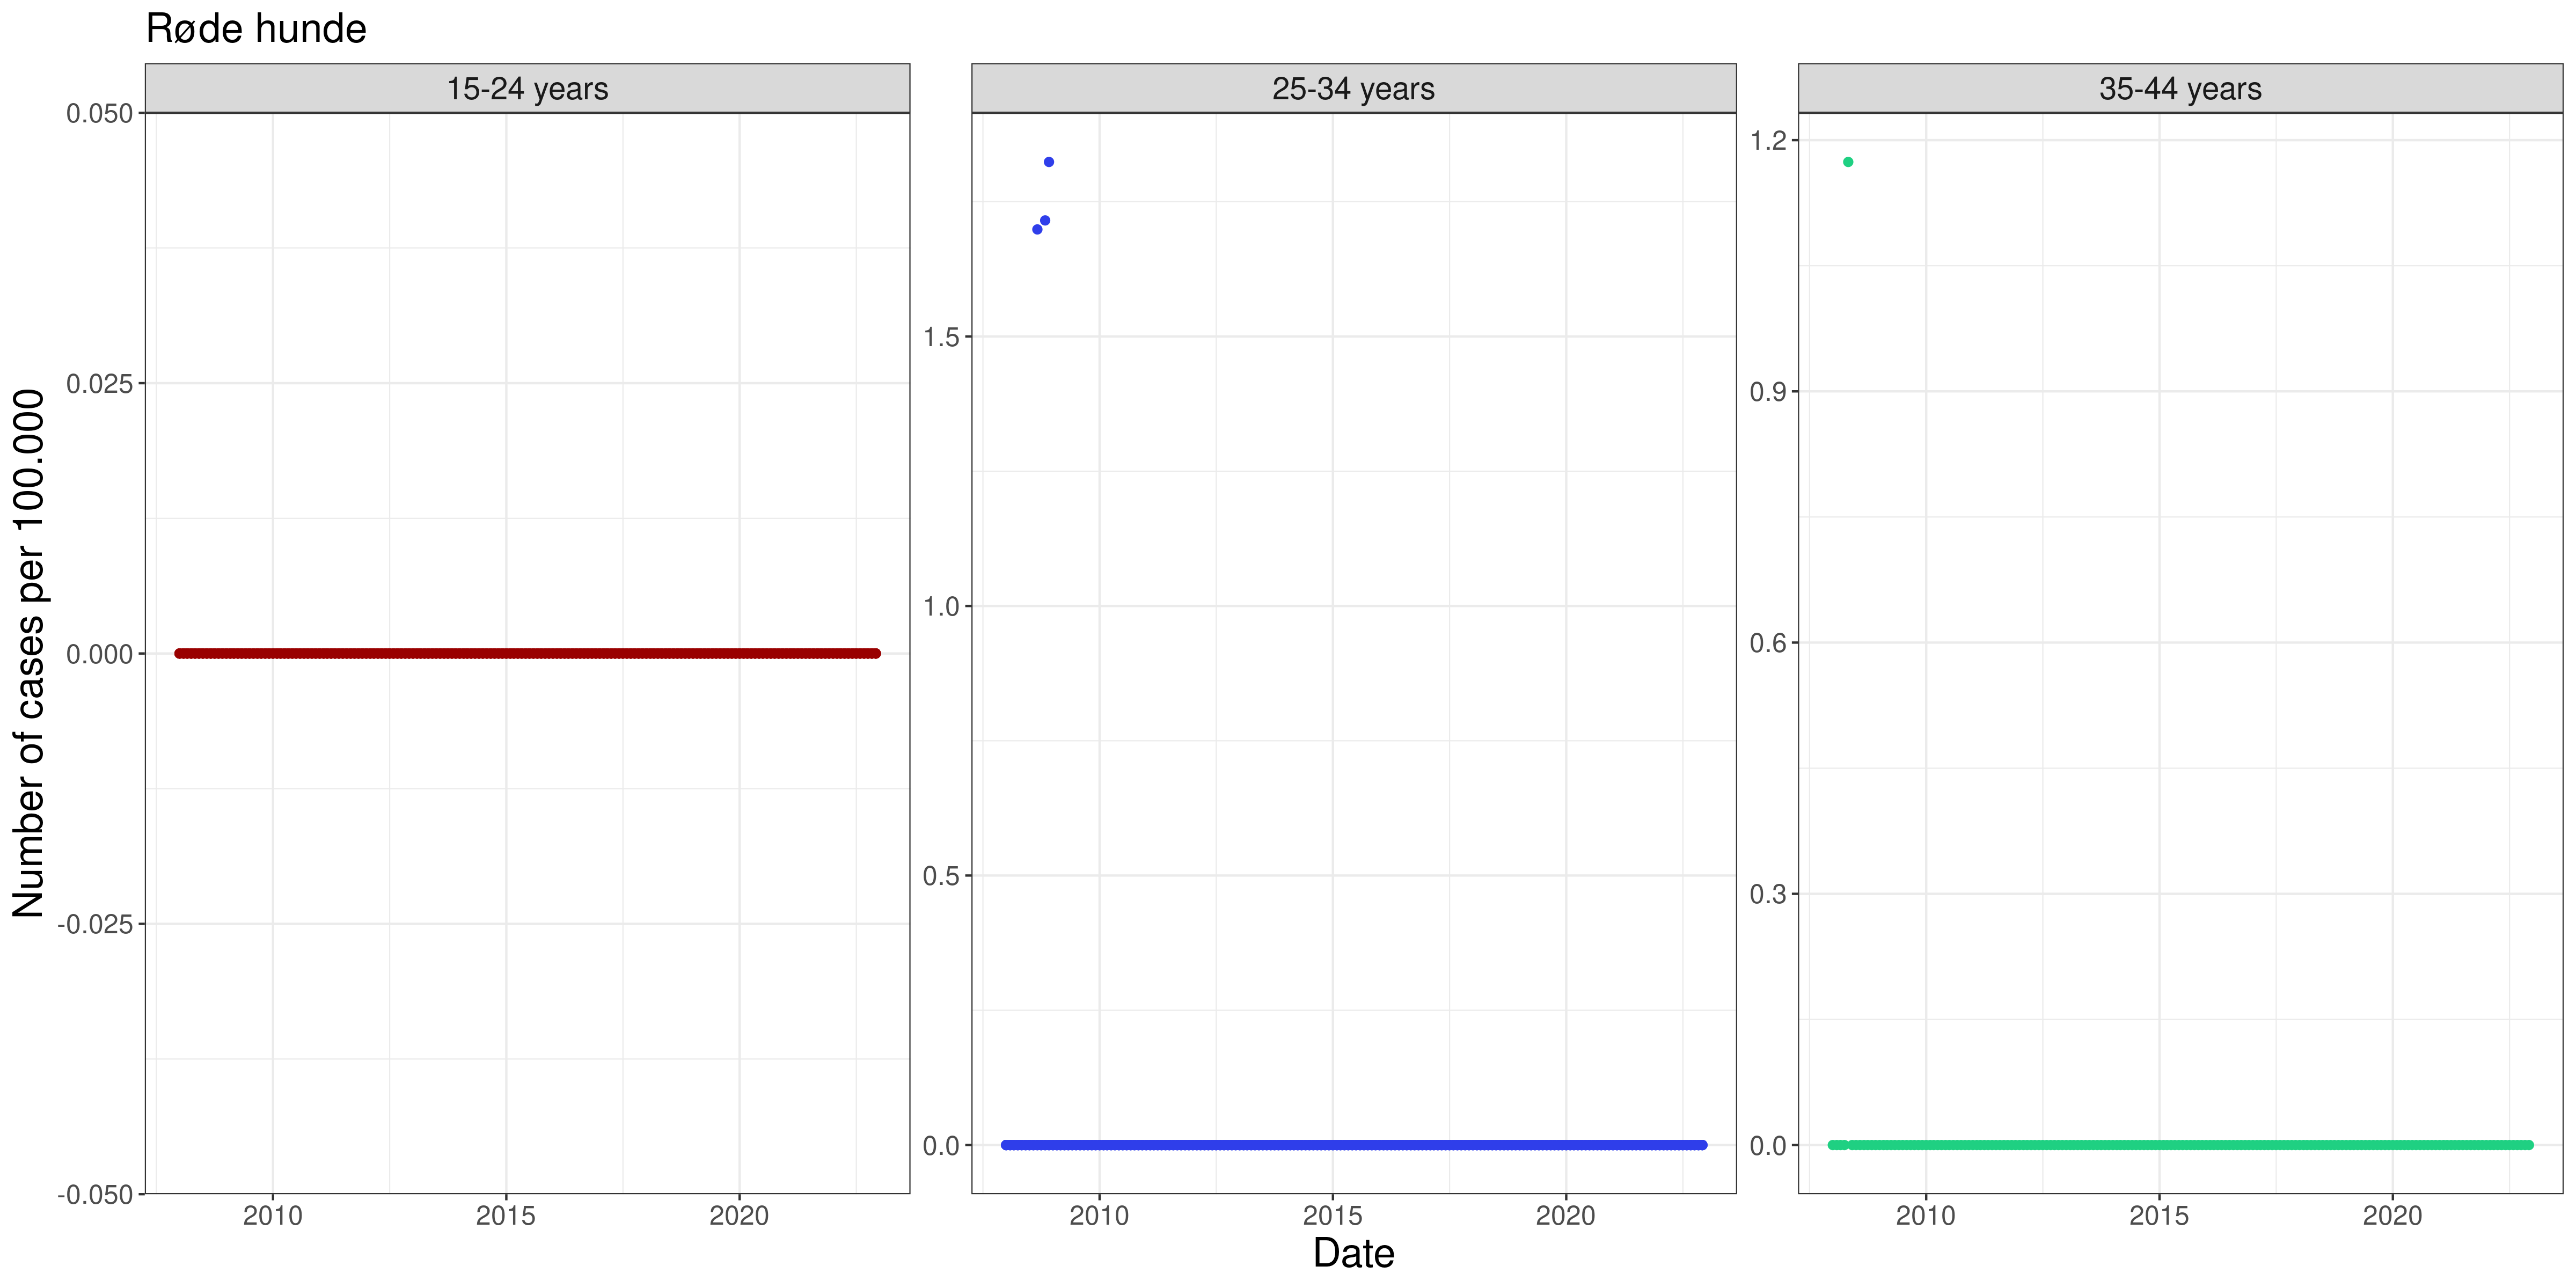 Røde hunde
15-24 years
25-34 years
35-44 years
Number of cases per 100.000
0.050
0.025
0.000
-0.025
-0.050
1.5
1.0
0.5
0.0
1.2
0.9
0.6
0.3
0.0
2010 2015 2020
2010 2015 2020
2010 2015 2020
Date